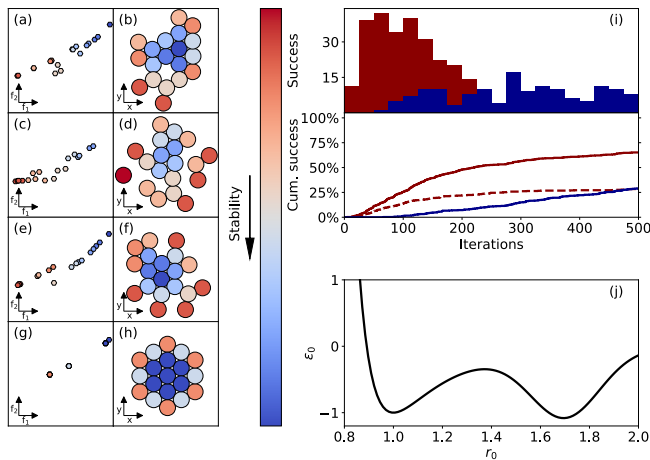 (a)
f₂
f₁
(b)
y
x
(c)
f₂
f₁
(d)
y
x
(e)
f₂
f₁
(f)
y
x
(g)
f₂
f₁
(h)
y
x
Stability
(i)
Success
30
15
Cum. success
100%
75%
50%
25%
0%
0 100 200 300 400 500
Iterations
(j)
ε₀
1
0
−1
0.8 1.0 1.2 1.4 1.6 1.8 2.0
r₀